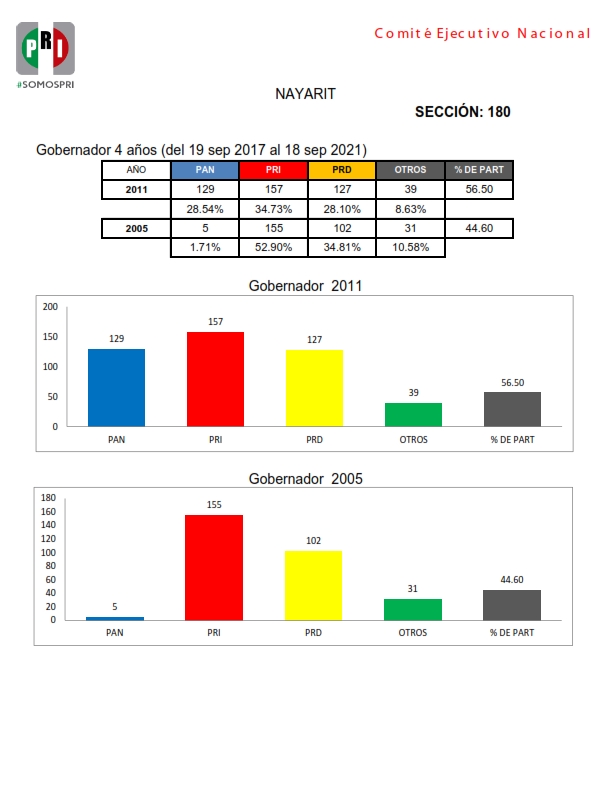 PRI
#SOMOSPRI
Comité Ejecutivo Nacional
NAYARIT
SECCIÓN: 180
Gobernador 4 años (del 19 sep 2017 al 18 sep 2021)
AÑO PAN PRI PRD OTROS % DE PART
2011 129 157 127 39 56.50
28.54% 34.73% 28.10% 8.63%
2005 5 155 102 31 44.60
1.71% 52.90% 34.81% 10.58%
Gobernador 2011
200
150
100
50
0
129
157
127
39
56.50
PAN PRI PRD OTROS % DE PART
Gobernador 2005
180
160
140
120
100
80
60
40
20
0
5
155
102
31
44.60
PAN PRI PRD OTROS % DE PART